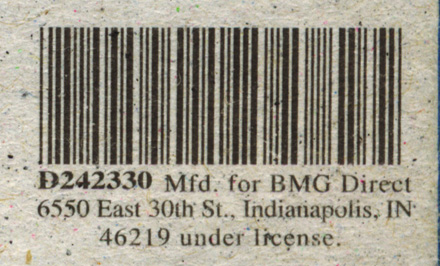 D242330 Mfd. for BMG Direct
6550 East 30th St., Indianapolis, IN
46219 under license.